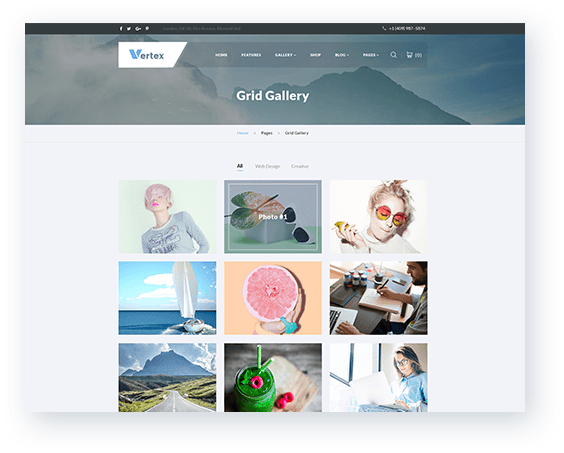 +1 (409) 987-5874
Vertex
HOME FEATURES GALLERY SHOP BLOG PAGES (0)
Grid Gallery
Home » Pages » Grid Gallery
All Web Design Creative
Photo #1